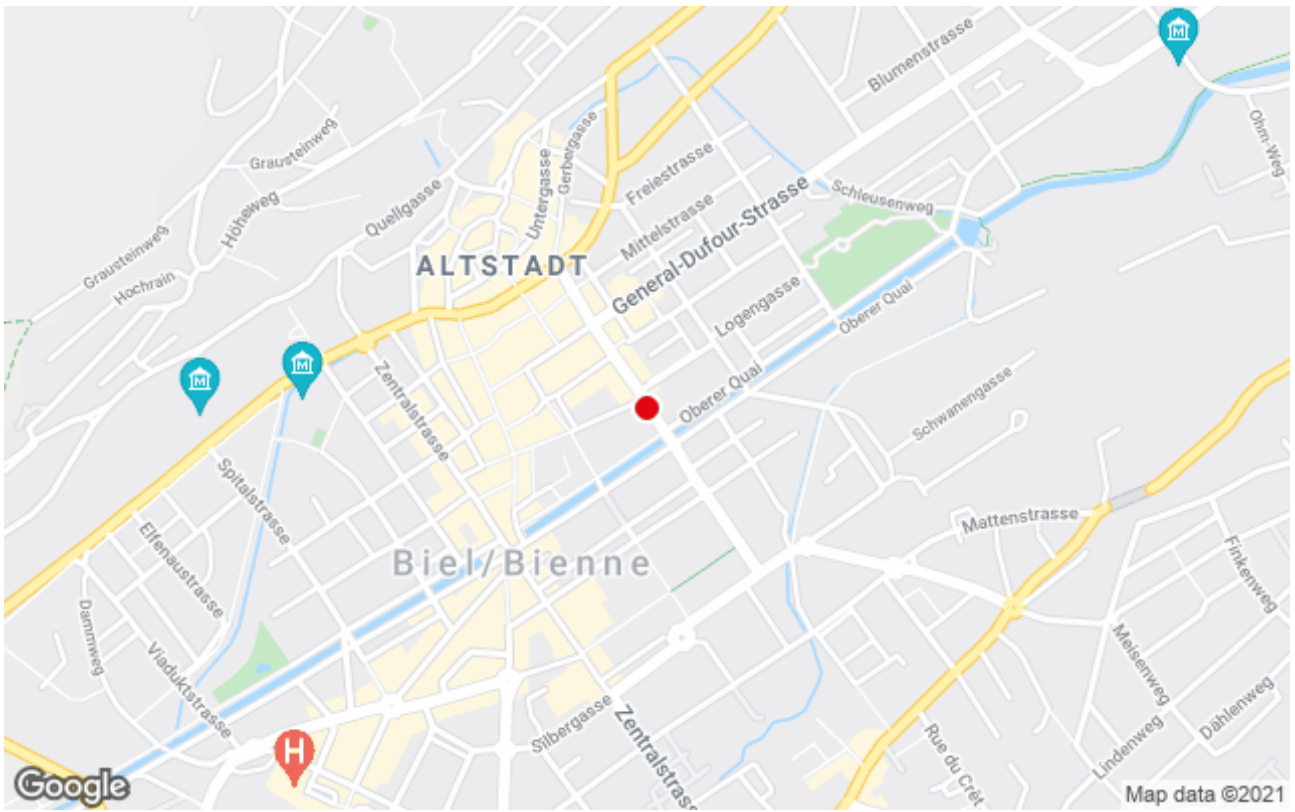 Blumenstrasse
M
Ohm-Weg
Grausteinweg
Gerbergasse
Untergasse
Freiestrasse
Quellgasse
Höheweg
Mittelstrasse
Schleusenweg
General-Dufour-Strasse
Grausteinweg
Hochrain
ALTSTADT
Logengasse
Oberer Quai
M
M
Zentralstrasse
Oberer Quai
Schwanengasse
Spitalstrasse
Elfenaustrasse
Mattenstrasse
Biel/Bienne
Finkenweg
Dammweg
Viaduktstrasse
Meisenweg
Dählenweg
Silbergasse
Zentralstrasse
Rue du Crêt
Lindenweg
H
Google
Map data ©2021